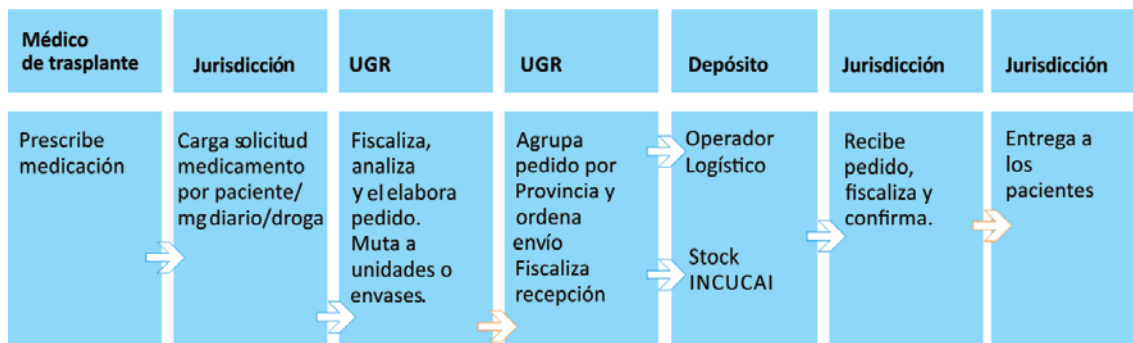 Médico
de trasplante
Jurisdicción
UGR
UGR
Depósito
Jurisdicción
Jurisdicción
Prescribe
medicación
Carga solicitud
medicamento
por paciente/
mg diario/droga
Fiscaliza,
analiza
y el elabora
pedido.
Muta a
unidades o
envases.
Agrupa
pedido por
Provincia y
ordena
envío
Fiscaliza
recepción
Operador
Logístico
Stock
INCUCAI
Recibe
pedido,
fiscaliza y
confirma.
Entrega a
los
pacientes